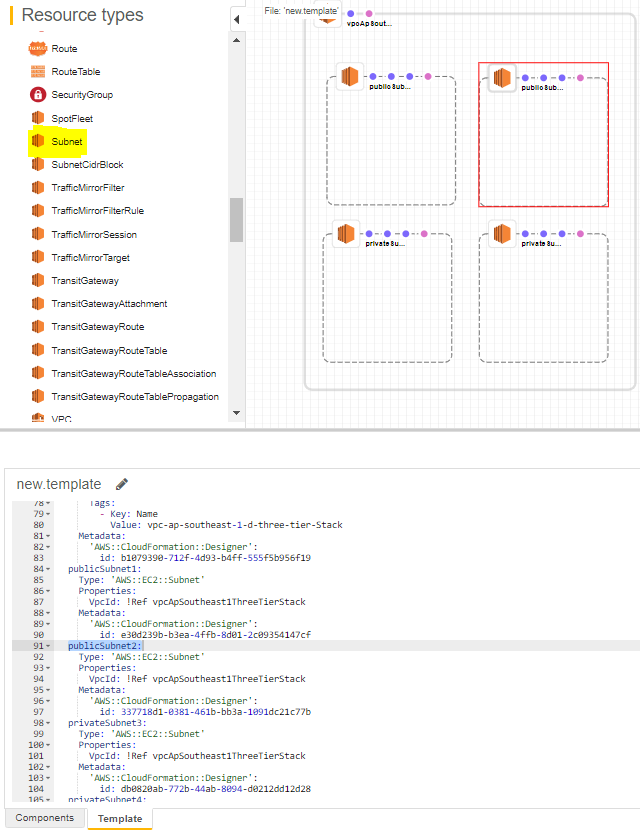 Resource types
Route
RouteTable
SecurityGroup
SpotFleet
Subnet
SubnetCidrBlock
TrafficMirrorFilter
TrafficMirrorFilterRule
TrafficMirrorSession
TrafficMirrorTarget
TransitGateway
TransitGatewayAttachment
TransitGatewayRoute
TransitGatewayRouteTable
TransitGatewayRouteTableAssociation
TransitGatewayRouteTablePropagation
VPC
File: 'new.template'
vpcApSout...
publicSub...
publicSub...
privateSu...
privateSu...
new.template
78 Tags:
79 - Key: Name
80 Value: vpc-ap-southeast-1-d-three-tier-Stack
81 Metadata:
82 'AWS::CloudFormation::Designer':
83 id: b1079390-712f-4d93-b4ff-555f5b956f19
84 publicSubnet1:
85 Type: 'AWS::EC2::Subnet'
86 Properties:
87 VpcId: !Ref vpcApSoutheast1ThreeTierStack
88 Metadata:
89 'AWS::CloudFormation::Designer':
90 id: e30d239b-b3ea-4ffb-8d01-2c09354147cf
91 publicSubnet2:
92 Type: 'AWS::EC2::Subnet'
93 Properties:
94 VpcId: !Ref vpcApSoutheast1ThreeTierStack
95 Metadata:
96 'AWS::CloudFormation::Designer':
97 id: 337718d1-0381-461b-bb3a-1091dc21c77b
98 privateSubnet3:
99 Type: 'AWS::EC2::Subnet'
100 Properties:
101 VpcId: !Ref vpcApSoutheast1ThreeTierStack
102 Metadata:
103 'AWS::CloudFormation::Designer':
104 id: db0820ab-772b-44ab-8094-d0212dd12d28
105 privateSubnet4:
Components Template